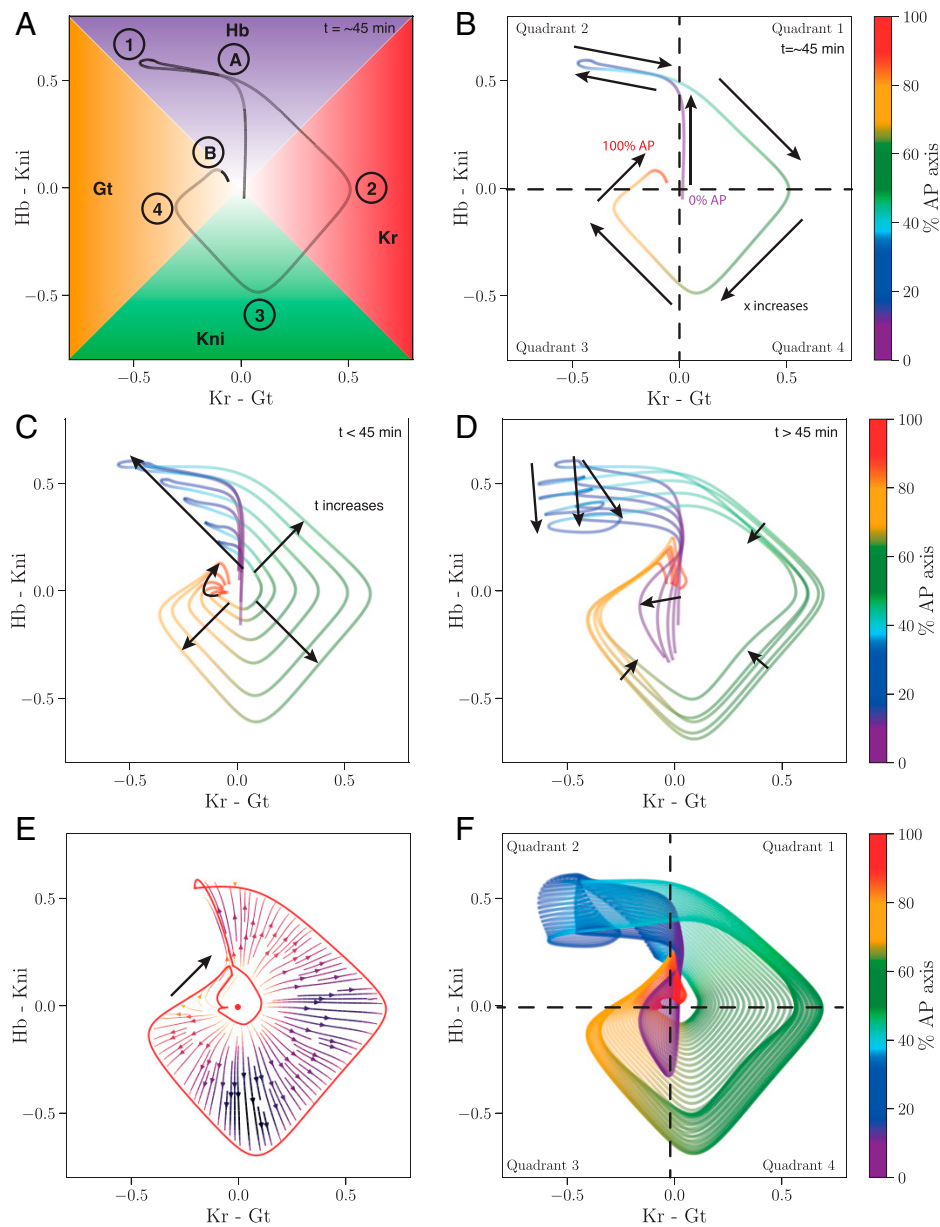 A
Hb
t = ~45 min
1
A
B
Gt
4
2
Kr
3
Kni
0.5
0.0
−0.5
Hb - Kni
−0.5
0.0
0.5
Kr - Gt
B
Quadrant 2
Quadrant 1
t=~45 min
100% AP
0% AP
x increases
Quadrant 3
Quadrant 4
0.5
0.0
−0.5
Hb - Kni
−0.5
0.0
0.5
Kr - Gt
100
80
60
40
20
0
% AP axis
C
t < 45 min
t increases
0.5
0.0
−0.5
Hb - Kni
−0.5
0.0
0.5
Kr - Gt
D
t > 45 min
0.5
0.0
−0.5
Hb - Kni
−0.5
0.0
0.5
Kr - Gt
100
80
60
40
20
0
% AP axis
E
0.5
0.0
−0.5
Hb - Kni
−0.5
0.0
0.5
Kr - Gt
F
Quadrant 2
Quadrant 1
Quadrant 3
Quadrant 4
0.5
0.0
−0.5
Hb - Kni
−0.5
0.0
0.5
Kr - Gt
100
80
60
40
20
0
% AP axis